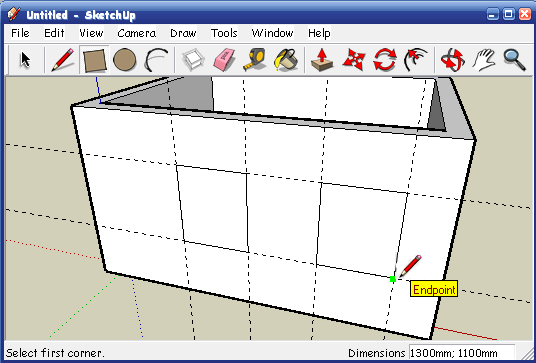 Untitled - SketchUp
File Edit View Camera Draw Tools Window Help
Endpoint
Select first corner. Dimensions 1300mm; 1100mm